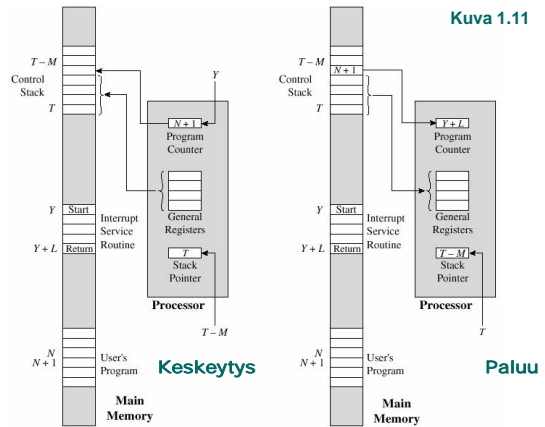 Kuva 1.11
T – M
Control
Stack
T
Y
N + 1
Program
Counter
Y
Start
Interrupt
Service
Routine
Y + L
Return
General
Registers
T
Stack
Pointer
Processor
T – M
N
N + 1
User's
Program
Keskeytys
Main
Memory
T – M
N + 1
Control
Stack
T
Y + L
Program
Counter
Y
Start
Interrupt
Service
Routine
Y + L
Return
General
Registers
T – M
Stack
Pointer
Processor
T
N
N + 1
User's
Program
Paluu
Main
Memory